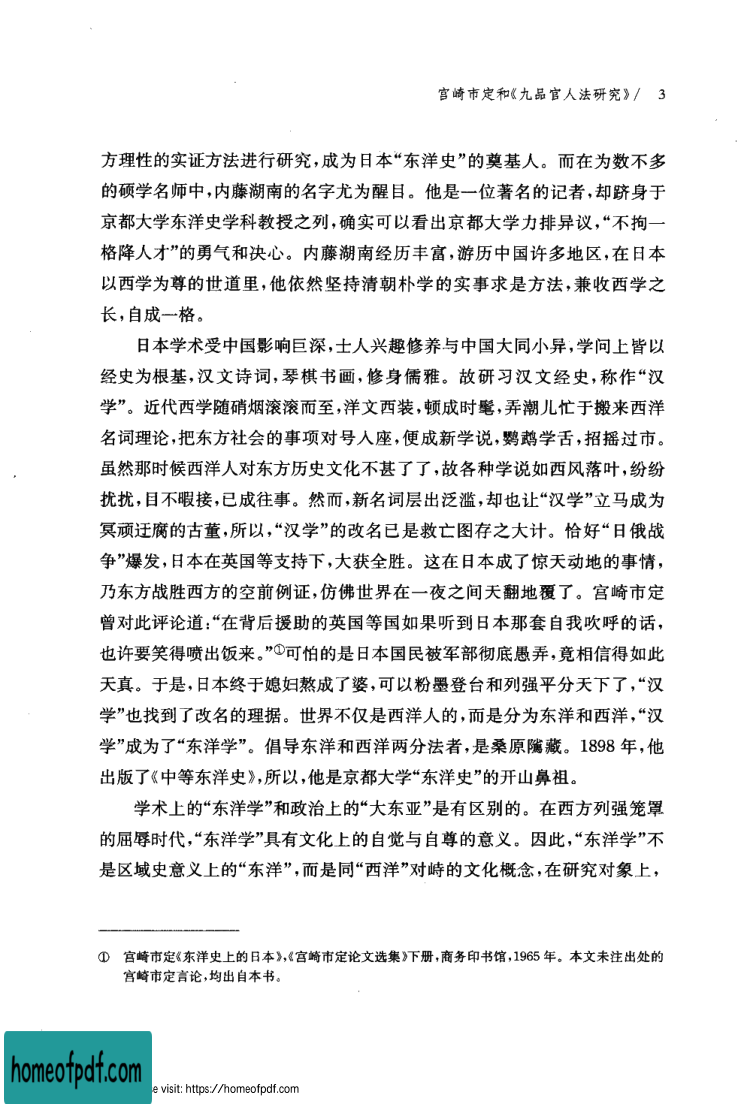 宫崎市定和《九品官人法研究》/ 3
方理性的实证方法进行研究,成为日本“东洋史”的奠基人。而在为数不多
的硕学名师中,内藤湖南的名字尤为醒目。他是一位著名的记者,却跻身于
京都大学东洋史学科教授之列,确实可以看出京都大学力排异议,“不拘一
格降人才”的勇气和决心。内藤湖南经历丰富,游历中国许多地区,在日本
以西学为尊的世道里,他依然坚持清朝朴学的实事求是方法,兼收西学之
长,自成一格。
日本学术受中国影响巨深,士人兴趣修养与中国大同小异,学问上皆以
经史为根基,汉文诗词,琴棋书画,修身儒雅。故研习汉文经史,称作“汉
学”。近代西学随硝烟滚滚而至,洋文西装,顿成时髦,弄潮儿忙于搬来西洋
名词理论,把东方社会的事项对号入座,便成新学说,鹦鹉学舌,招摇过市。
虽然那时候西洋人对东方历史文化不甚了了,故各种学说如西风落叶,纷纷
扰扰,目不暇接,已成往事。然而,新名词层出泛滥,却也让“汉学”立马成为
冥顽迂腐的古董,所以,“汉学”的改名已是救亡图存之大计。恰好“日俄战
争”爆发,日本在英国等支持下,大获全胜。这在日本成了惊天动地的事情,
乃东方战胜西方的空前例证,仿佛世界在一夜之间天翻地覆了。宫崎市定
曾对此评论道:“在背后援助的英国等国如果听到日本那套自我吹呼的话,
也许要笑得喷出饭来。”①可怕的是日本国民被军部彻底愚弄,竟相信得如此
天真。于是,日本终于媳妇熬成了婆,可以粉墨登台和列强平分天下了,“汉
学”也找到了改名的理据。世界不仅是西洋人的,而是分为东洋和西洋,“汉
学”成为了“东洋学”。倡导东洋和西洋两分法者,是桑原隲藏。1898 年,他
出版了《中等东洋史》,所以,他是京都大学“东洋史”的开山鼻祖。
学术上的“东洋学”和政治上的“大东亚”是有区别的。在西方列强笼罩
的屈辱时代,“东洋学”具有文化上的自觉与自尊的意义。因此,“东洋学”不
是区域史意义上的“东洋”,而是同“西洋”对峙的文化概念,在研究对象上,
① 宫崎市定《东洋史上的日本》,《宫崎市定论文选集》下册,商务印书馆,1965 年。本文未注出处的
宫崎市定言论,均出自本书。
homeofpdf.com
e visit: https://homeofpdf.com